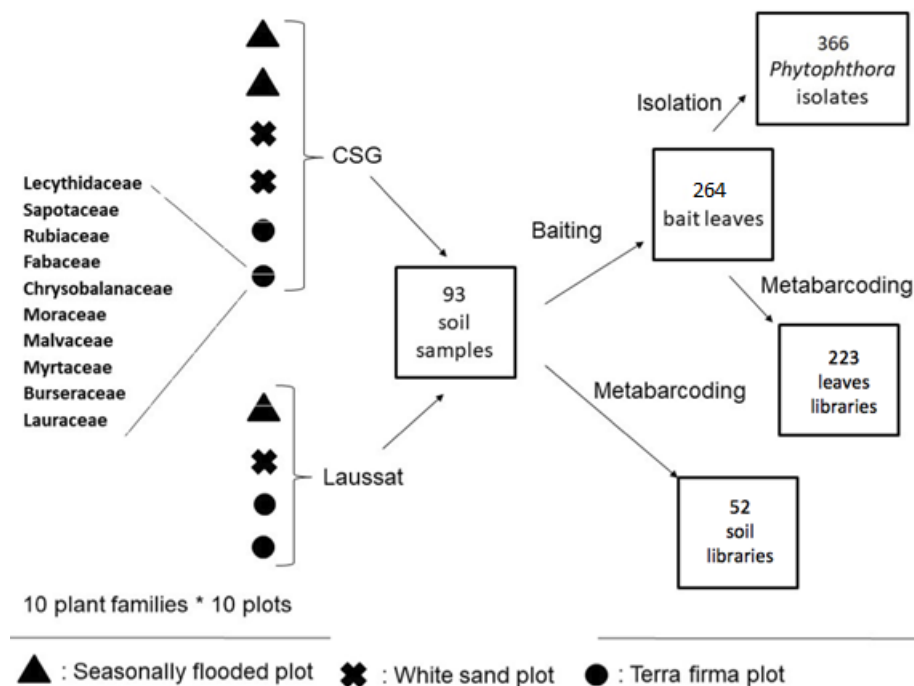 366
Phytophthora
isolates
Isolation
CSG
264
bait leaves
Lecythidaceae
Sapotaceae
Rubiaceae
Fabaceae
Chrysobalanaceae
Moraceae
Malvaceae
Myrtaceae
Burseraceae
Lauraceae
Baiting
93
soil
samples
Metabarcoding
223
leaves
libraries
Metabarcoding
Laussat
52
soil
libraries
10 plant families * 10 plots
: Seasonally flooded plot
: White sand plot
: Terra firma plot